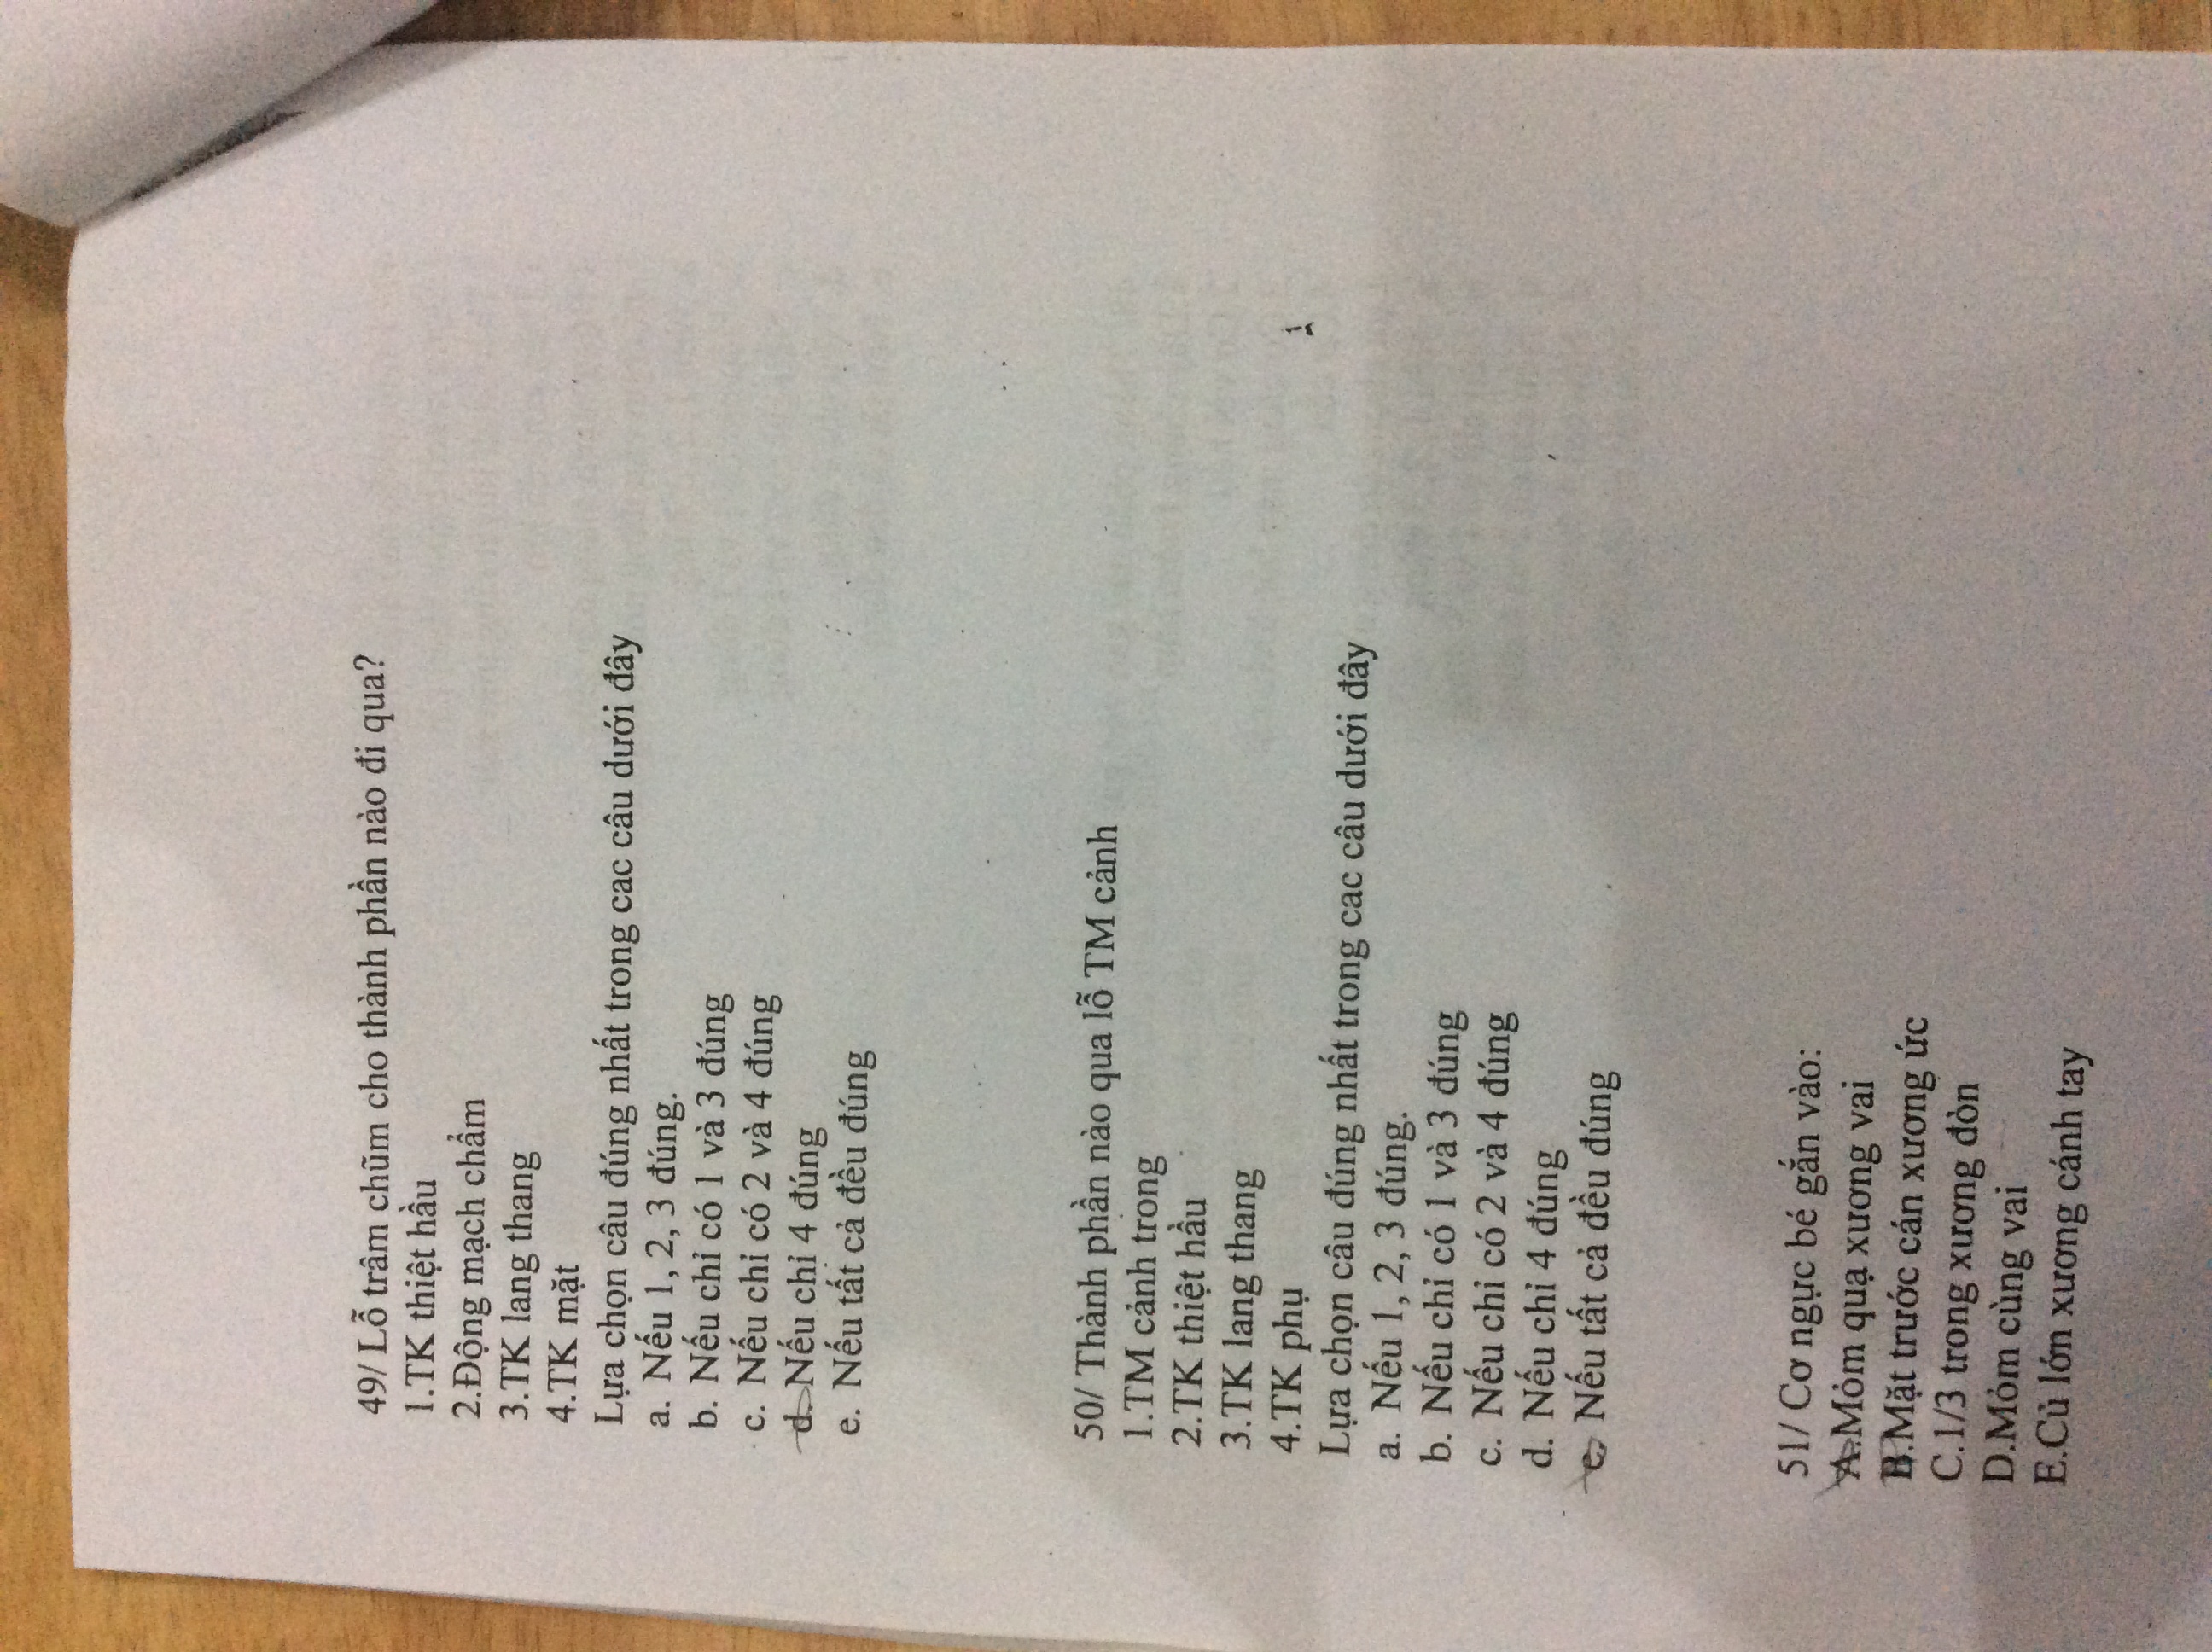 49/ Lỗ trâm chũm cho thành phần nào đi qua?
1.TK thiệt hầu
2.Động mạch chẩm
3.TK lang thang
4.TK mặt
Lựa chọn câu đúng nhất trong cac câu dưới đây
a. Nếu 1, 2, 3 đúng.
b. Nếu chỉ có 1 và 3 đúng
c. Nếu chỉ có 2 và 4 đúng
d. Nếu chỉ 4 đúng
e. Nếu tất cả đều đúng
50/ Thành phần nào qua lỗ TM cảnh
1.TM cảnh trong
2.TK thiệt hầu
3.TK lang thang
4.TK phụ
Lựa chọn câu đúng nhất trong cac câu dưới đây
a. Nếu 1, 2, 3 đúng.
b. Nếu chỉ có 1 và 3 đúng
c. Nếu chỉ có 2 và 4 đúng
d. Nếu chỉ 4 đúng
e. Nếu tất cả đều đúng
51/ Cơ ngực bé gắn vào:
A.Mỏm quạ xương vai
B.Mặt trước cán xương ức
C.1/3 trong xương đòn
D.Mỏm cùng vai
E.Củ lớn xương cánh tay